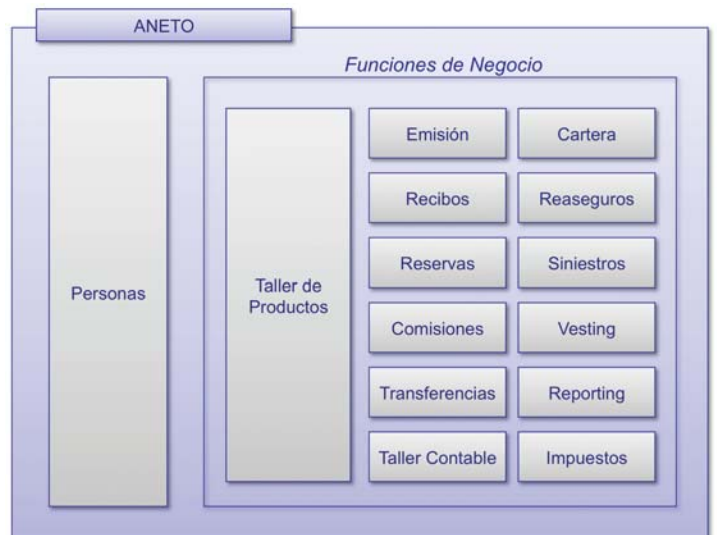 ANETO
Funciones de Negocio
Personas
Taller de
Productos
Emisión
Cartera
Recibos
Reaseguros
Reservas
Siniestros
Comisiones
Vesting
Transferencias
Reporting
Taller Contable
Impuestos